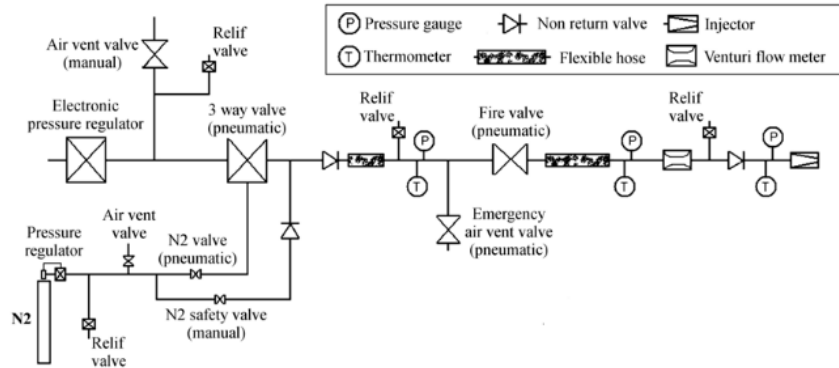 Air vent valve
(manual)
Relif
valve
P Pressure gauge
Non return valve
Injector
T Thermometer
Flexible hose
Venturi flow meter
Electronic
pressure regulator
3 way valve
(pneumatic)
Relif
valve
P
T
Fire valve
(pneumatic)
P
T
Relif
valve
P
T
Emergency
air vent valve
(pneumatic)
Pressure
regulator
Air vent
valve
N2 valve
(pneumatic)
N2
Relif
valve
N2 safety valve
(manual)